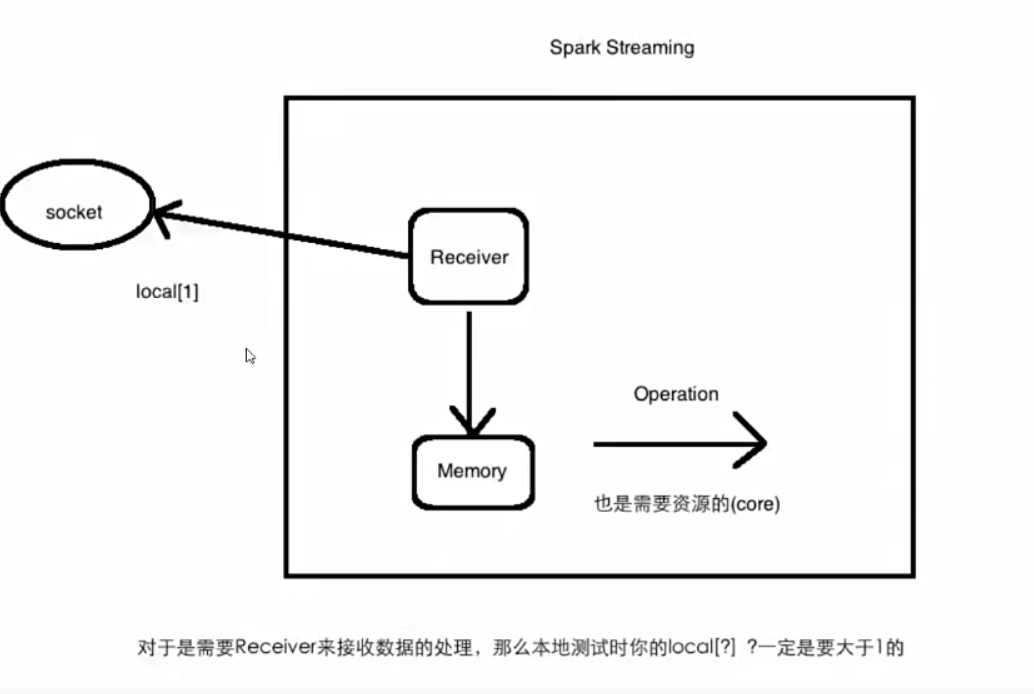 Spark Streaming
socket
Receiver
local[1]
Operation
Memory
也是需要资源的(core)
对于是需要Receiver来接收数据的处理，那么本地测试时你的local[?] ?一定是要大于1的